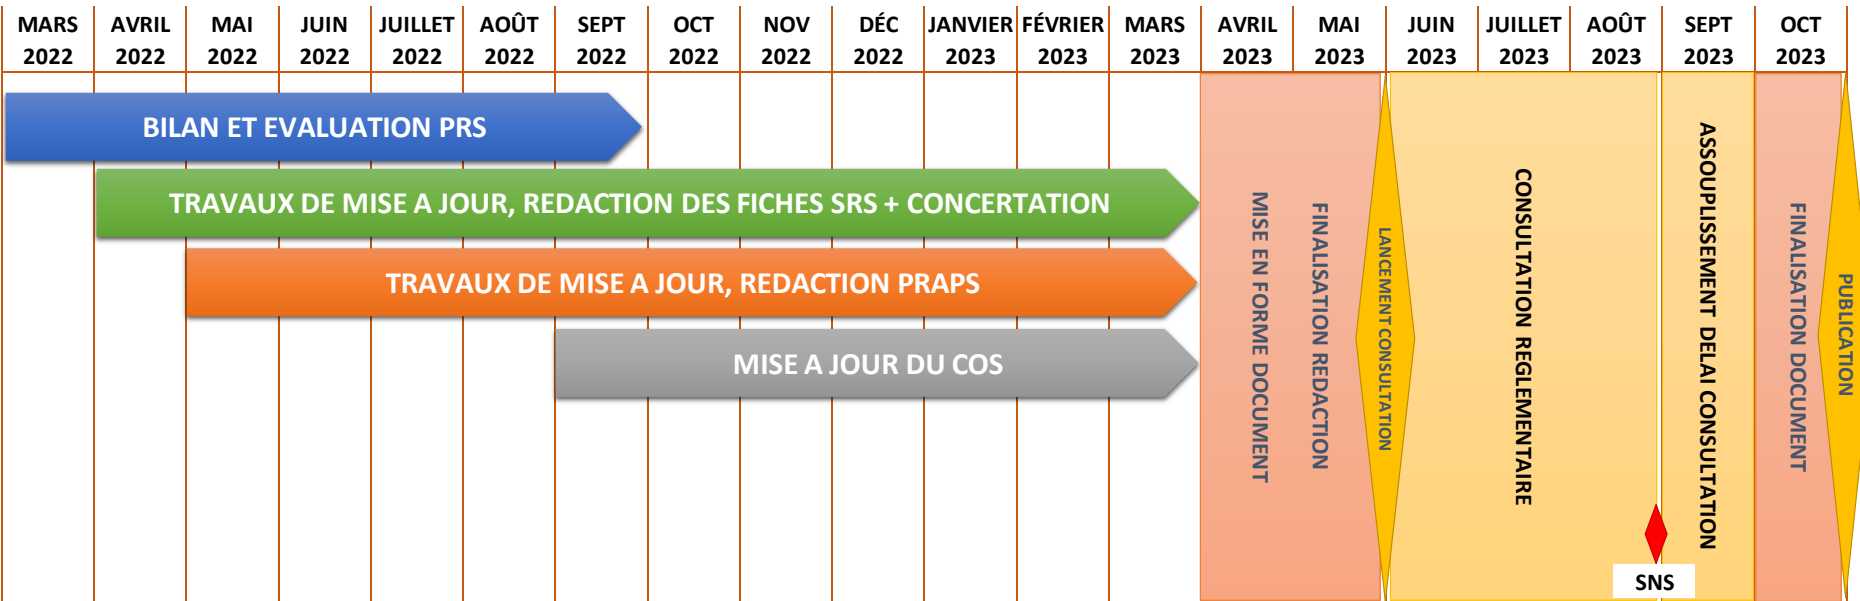 MARS AVRIL MAI JUIN JUILLET AOÛT SEPT OCT NOV DÉC JANVIER FÉVRIER MARS AVRIL MAI JUIN JUILLET AOÛT SEPT OCT
2022 2022 2022 2022 2022 2022 2022 2022 2022 2022 2023 2023 2023 2023 2023 2023 2023 2023 2023 2023
BILAN ET EVALUATION PRS
TRAVAUX DE MISE A JOUR, REDACTION DES FICHES SRS + CONCERTATION
TRAVAUX DE MISE A JOUR, REDACTION PRAPS
MISE A JOUR DU COS
MISE EN FORME DOCUMENT
FINALISATION REDACTION
LANCEMENT CONSULTATION
CONSULTATION REGLEMENTAIRE
SNS
ASSOUPLISSEMENT DELAI CONSULTATION
FINALISATION DOCUMENT
PUBLICATION